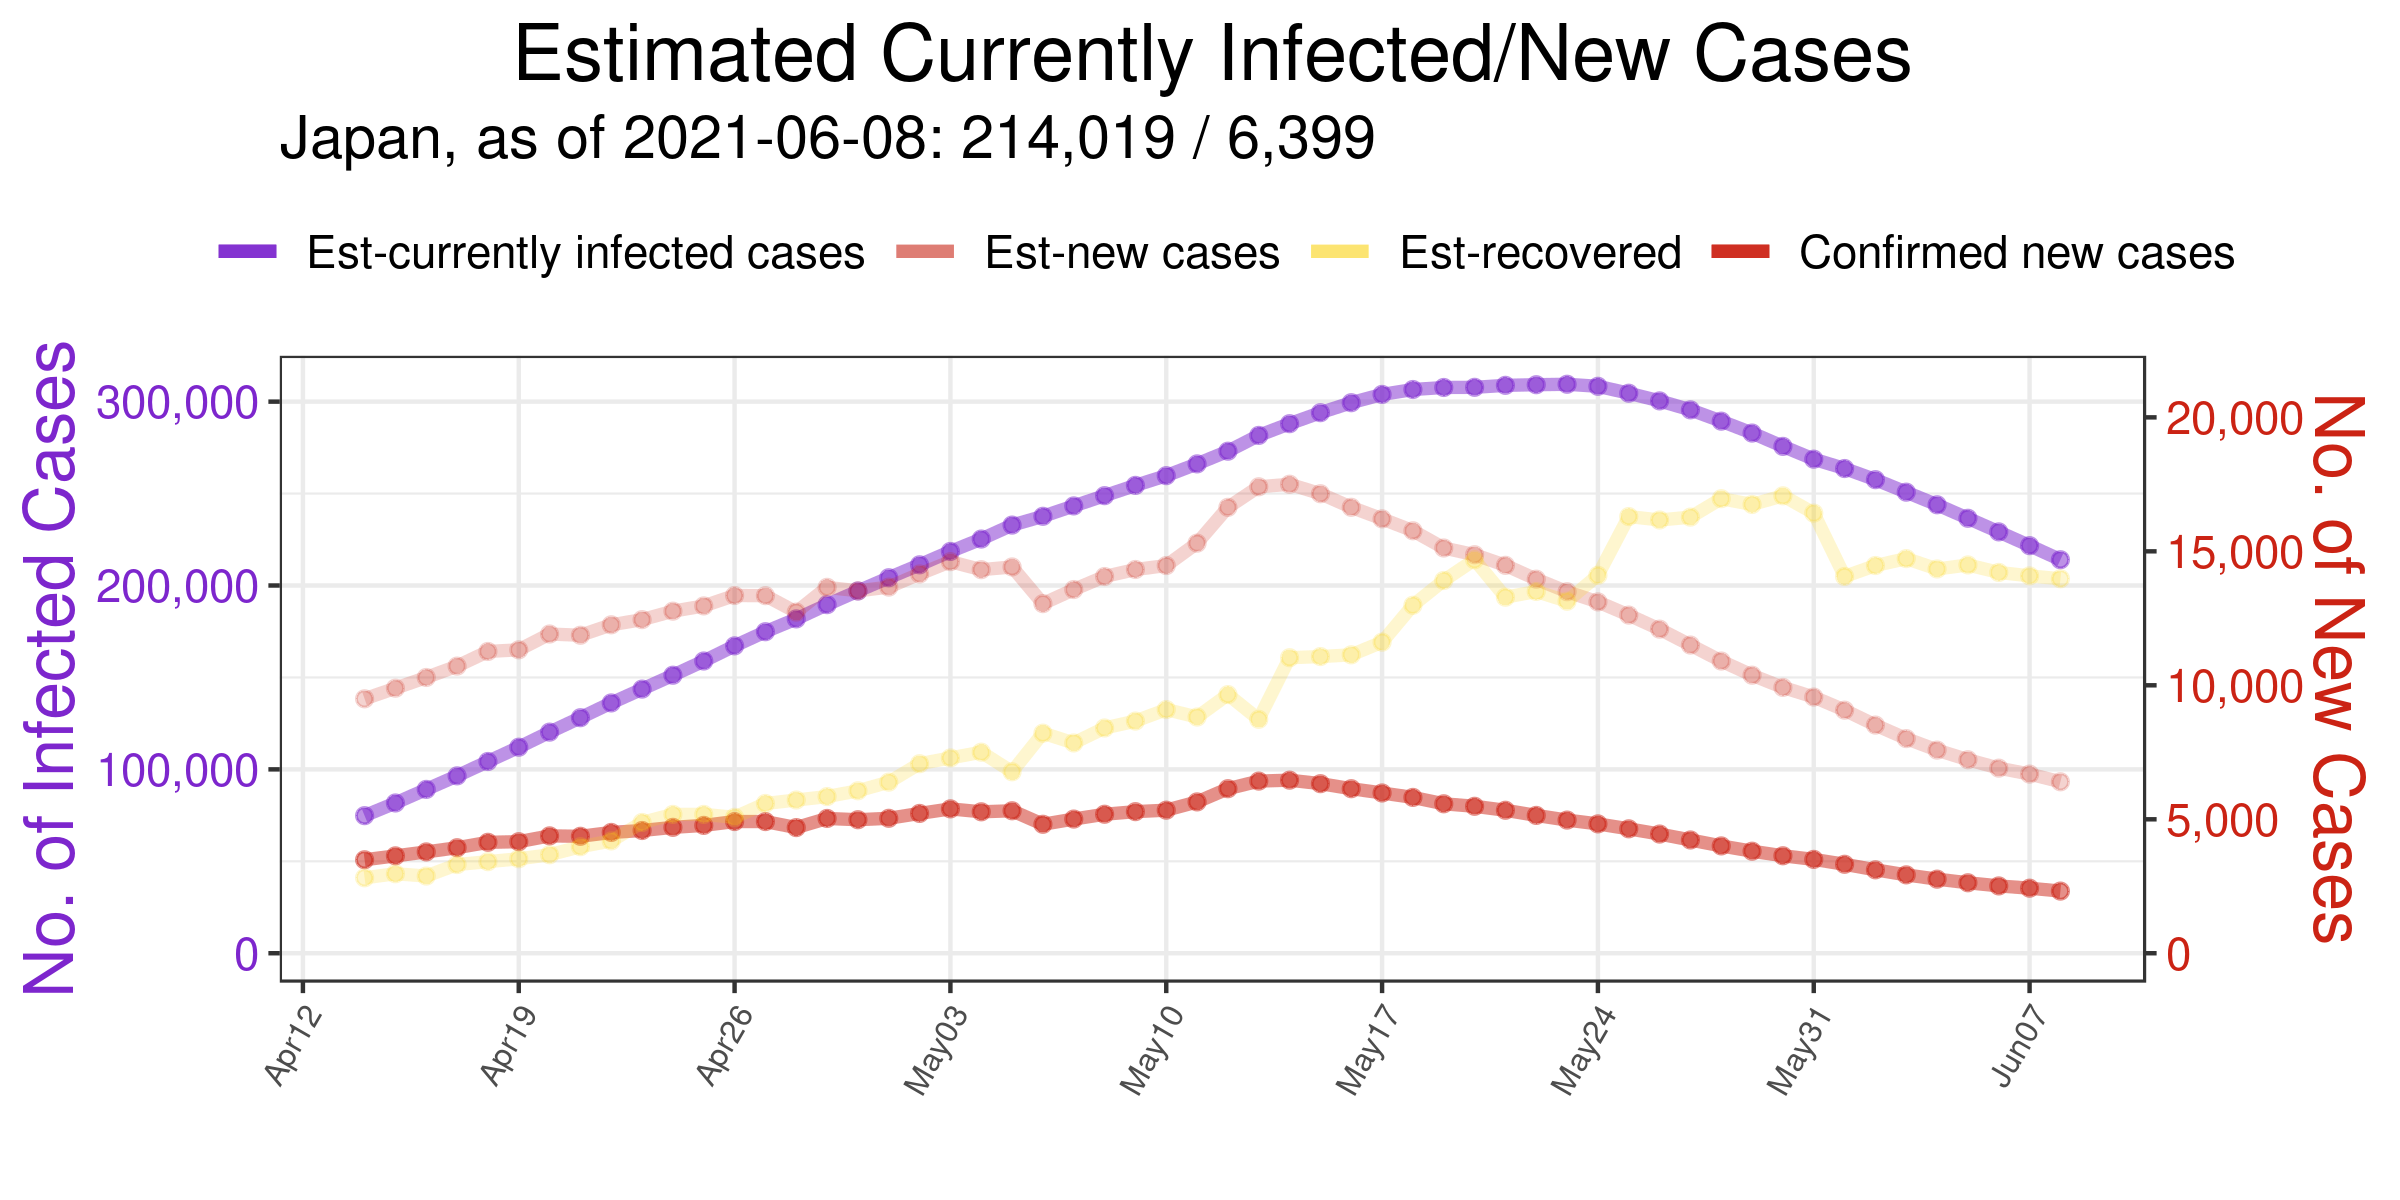 Estimated Currently Infected/New Cases
Japan, as of 2021-06-08: 214,019 / 6,399
Est-currently infected cases Est-new cases Est-recovered Confirmed new cases
No. of Infected Cases
300,000
200,000
100,000
0
20,000
15,000
10,000
5,000
0
No. of New Cases
Apr12 Apr19 Apr26 May03 May10 May17 May24 May31 Jun07